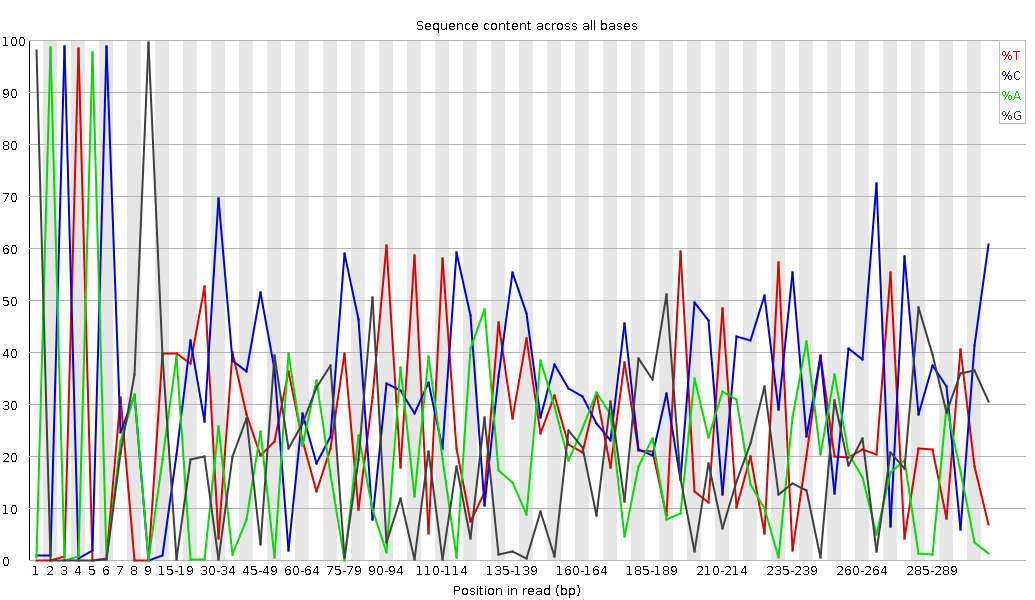 Sequence content across all bases
100
90
80
70
60
50
40
30
20
10
0
%T
%C
%A
%G
1 2 3 4 5 6 7 8 9 15-19 30-34 45-49 60-64 75-79 90-94 110-114 135-139 160-164 185-189 210-214 235-239 260-264 285-289
Position in read (bp)